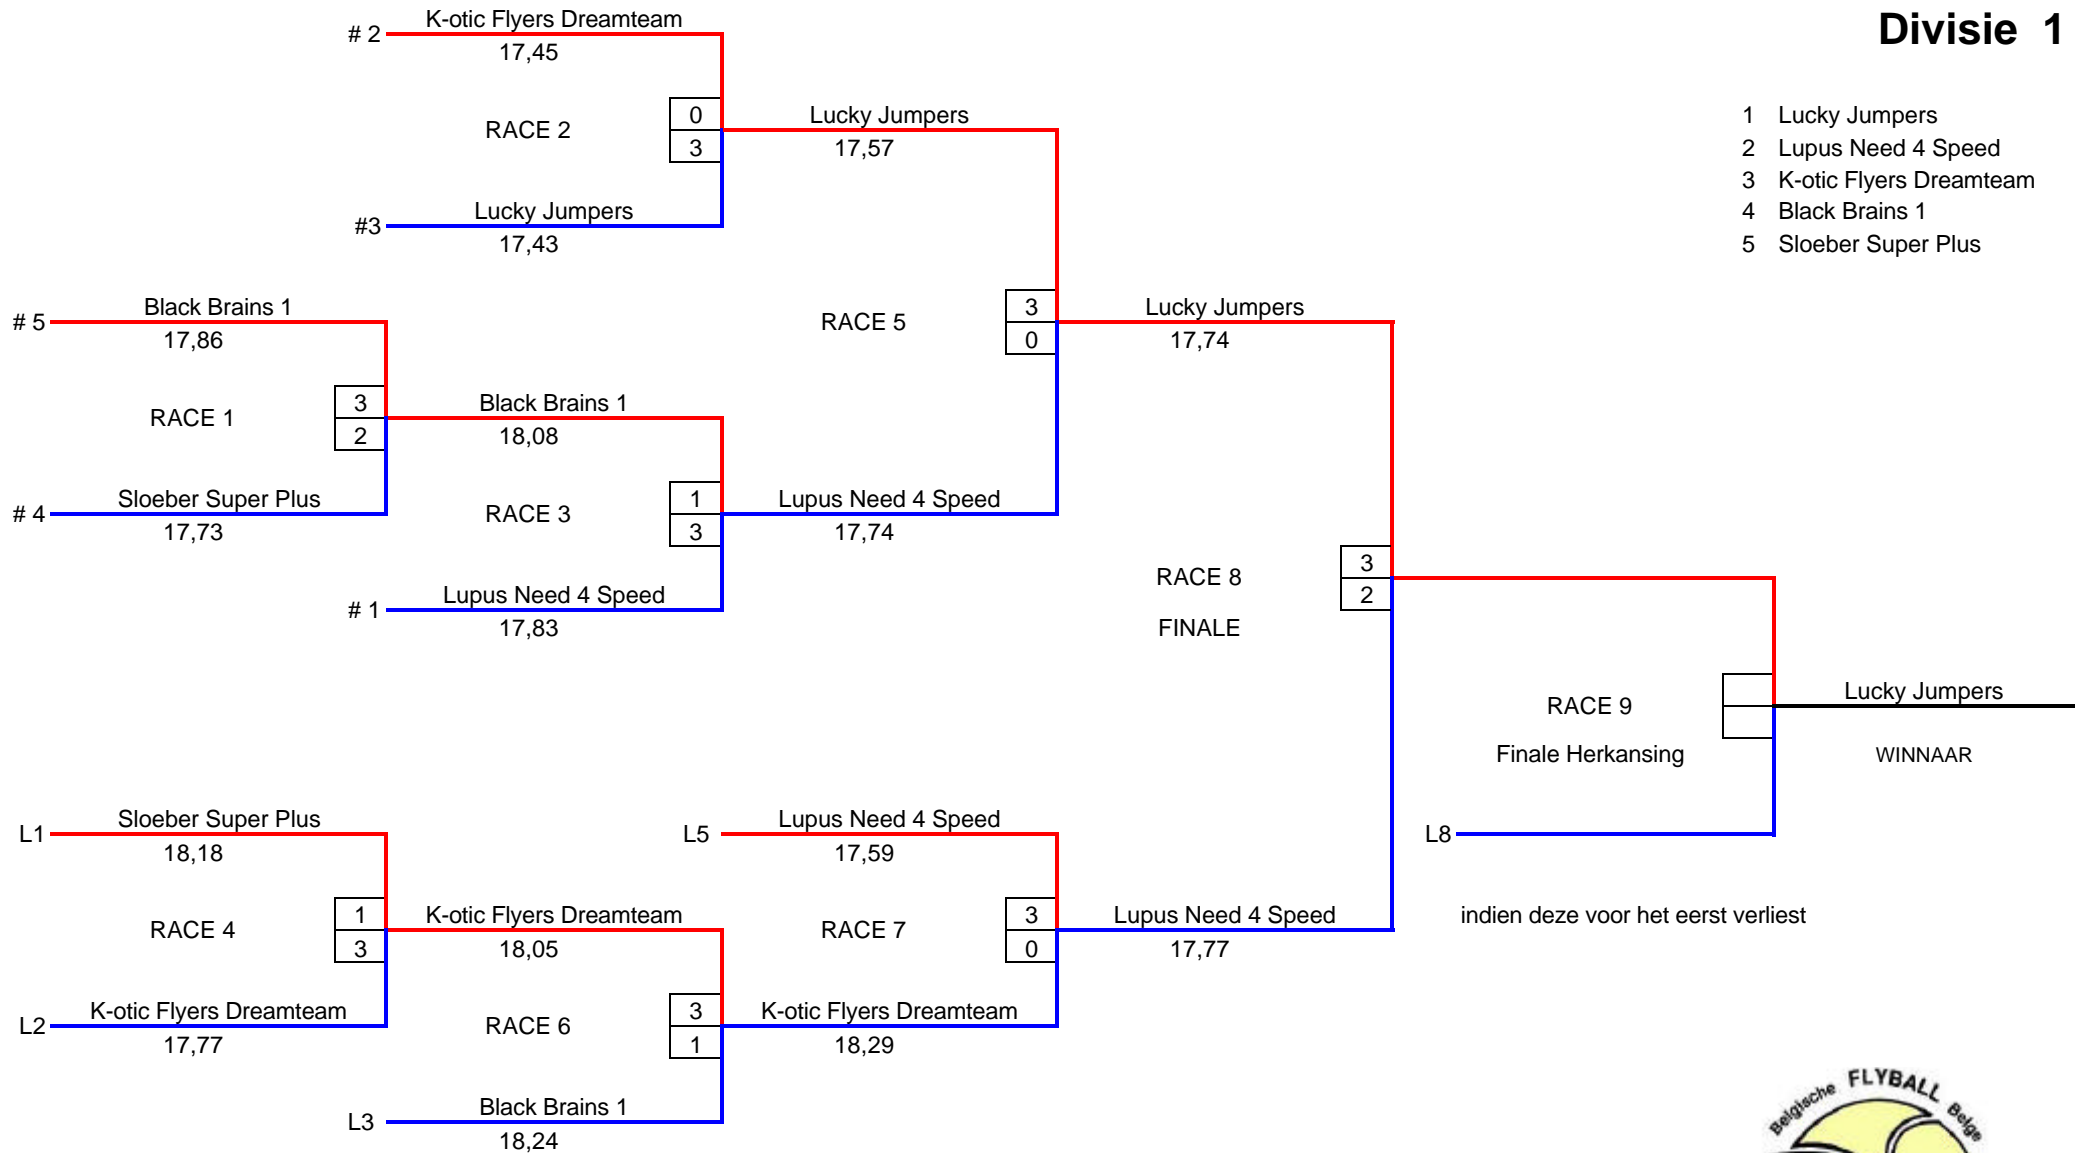 Divisie 1
1 Lucky Jumpers
2 Lupus Need 4 Speed
3 K-otic Flyers Dreamteam
4 Black Brains 1
5 Sloeber Super Plus
# 2 K-otic Flyers Dreamteam
17,45
RACE 2
0
3
#3 Lucky Jumpers
17,43
Lucky Jumpers
17,57
# 5 Black Brains 1
17,86
RACE 1
3
2
# 4 Sloeber Super Plus
17,73
Black Brains 1
18,08
RACE 3
1
3
# 1 Lupus Need 4 Speed
17,83
RACE 5
3
0
Lupus Need 4 Speed
17,74
Lucky Jumpers
17,74
RACE 8
3
2
FINALE
RACE 9
Finale Herkansing
Lucky Jumpers
WINNAAR
L8
indien deze voor het eerst verliest
L1 Sloeber Super Plus
18,18
RACE 4
1
3
L2 K-otic Flyers Dreamteam
17,77
K-otic Flyers Dreamteam
18,05
RACE 6
3
1
L3 Black Brains 1
18,24
L5 Lupus Need 4 Speed
17,59
RACE 7
3
0
K-otic Flyers Dreamteam
18,29
Lupus Need 4 Speed
17,77
Belgische FLYBALL Belge